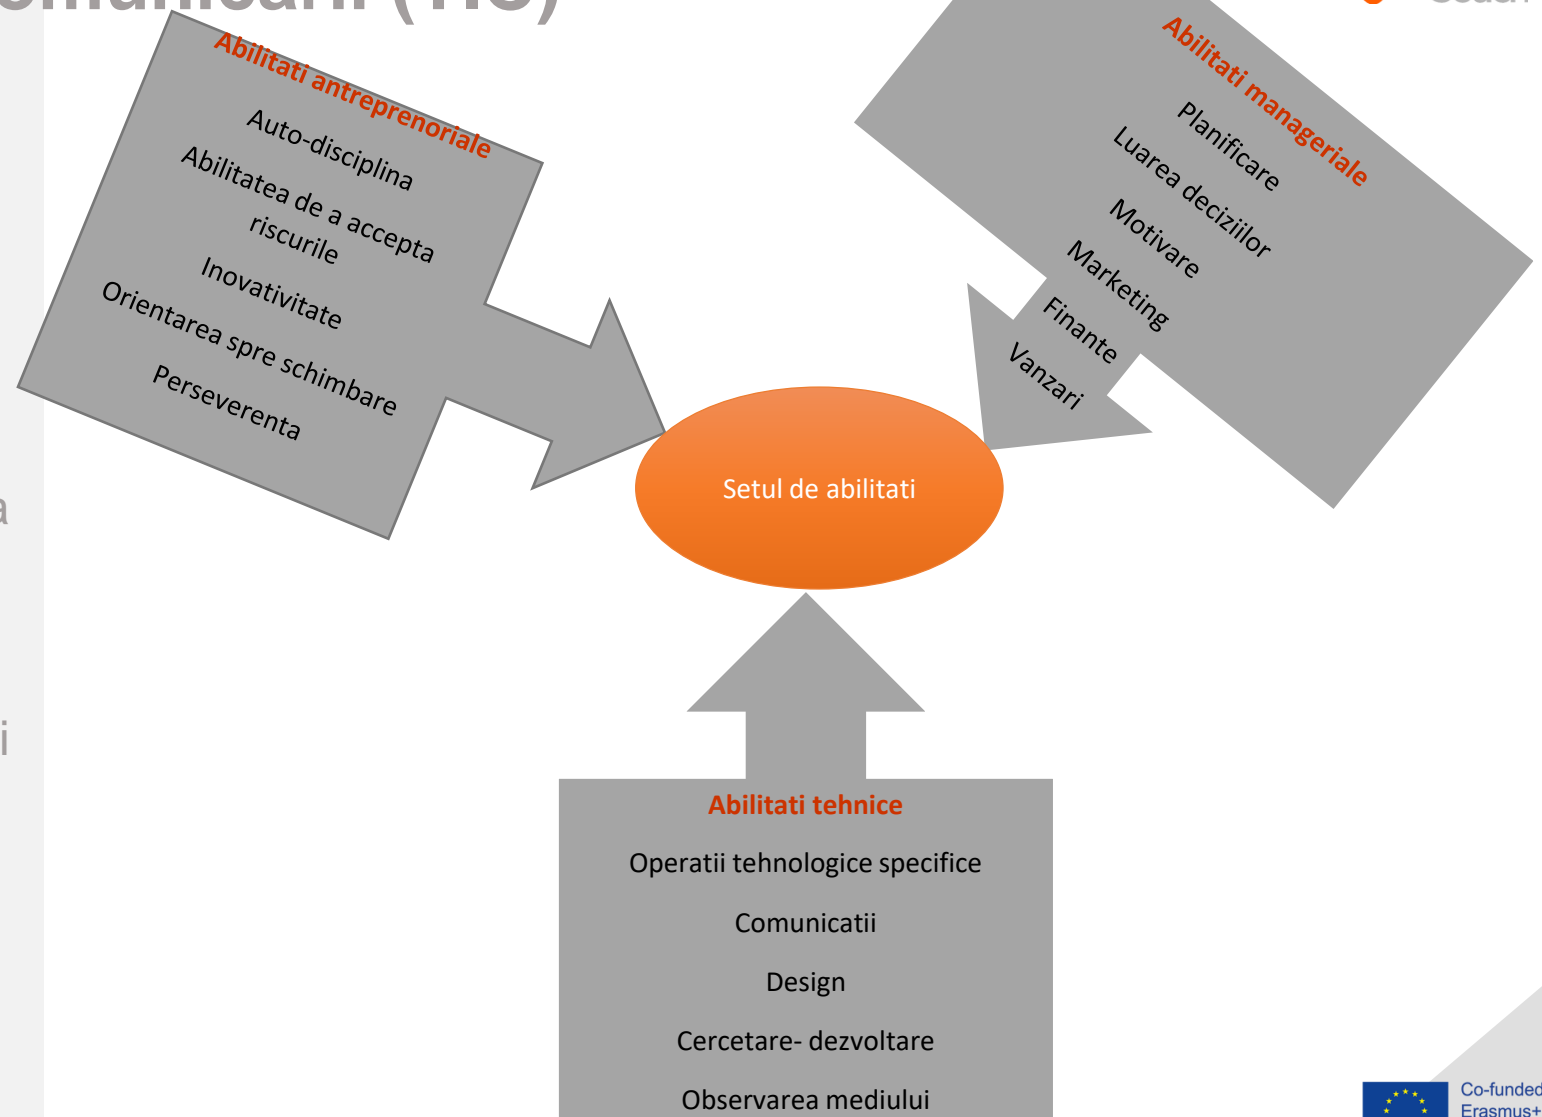 (TIC)
Abilitati antreprenoriale
Auto-disciplina
Abilitatea de a accepta
riscurile
Inovativitate
Orientarea spre schimbare
Perseverenta
Abilitati manageriale
Planificare
Luarea deciziilor
Motivare
Marketing
Finante
Vanzari
Setul de abilitati
Abilitati tehnice
Operatii tehnologice specifice
Comunicatii
Design
Cercetare- dezvoltare
Observarea mediului
Co-funded
Erasmus+